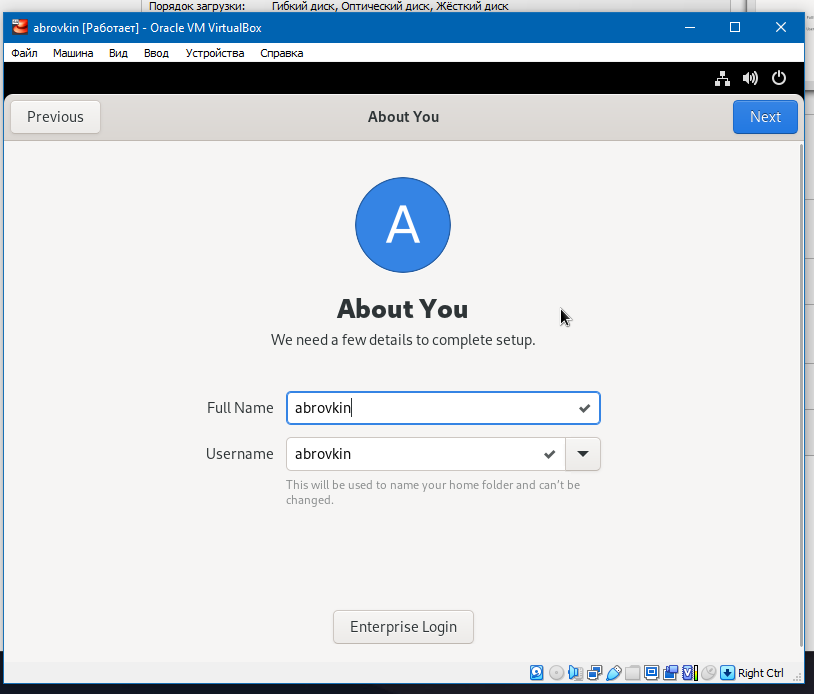 Порядок загрузки: Гибкий диск, Оптический диск, Жёсткий диск
abrovkin [Работает] - Oracle VM VirtualBox
Файл Машина Вид Ввод Устройства Справка
Previous About You Next
A
About You
We need a few details to complete setup.
Full Name abrovkin
Username abrovkin
This will be used to name your home folder and can't be
changed.
Enterprise Login
Right Ctrl